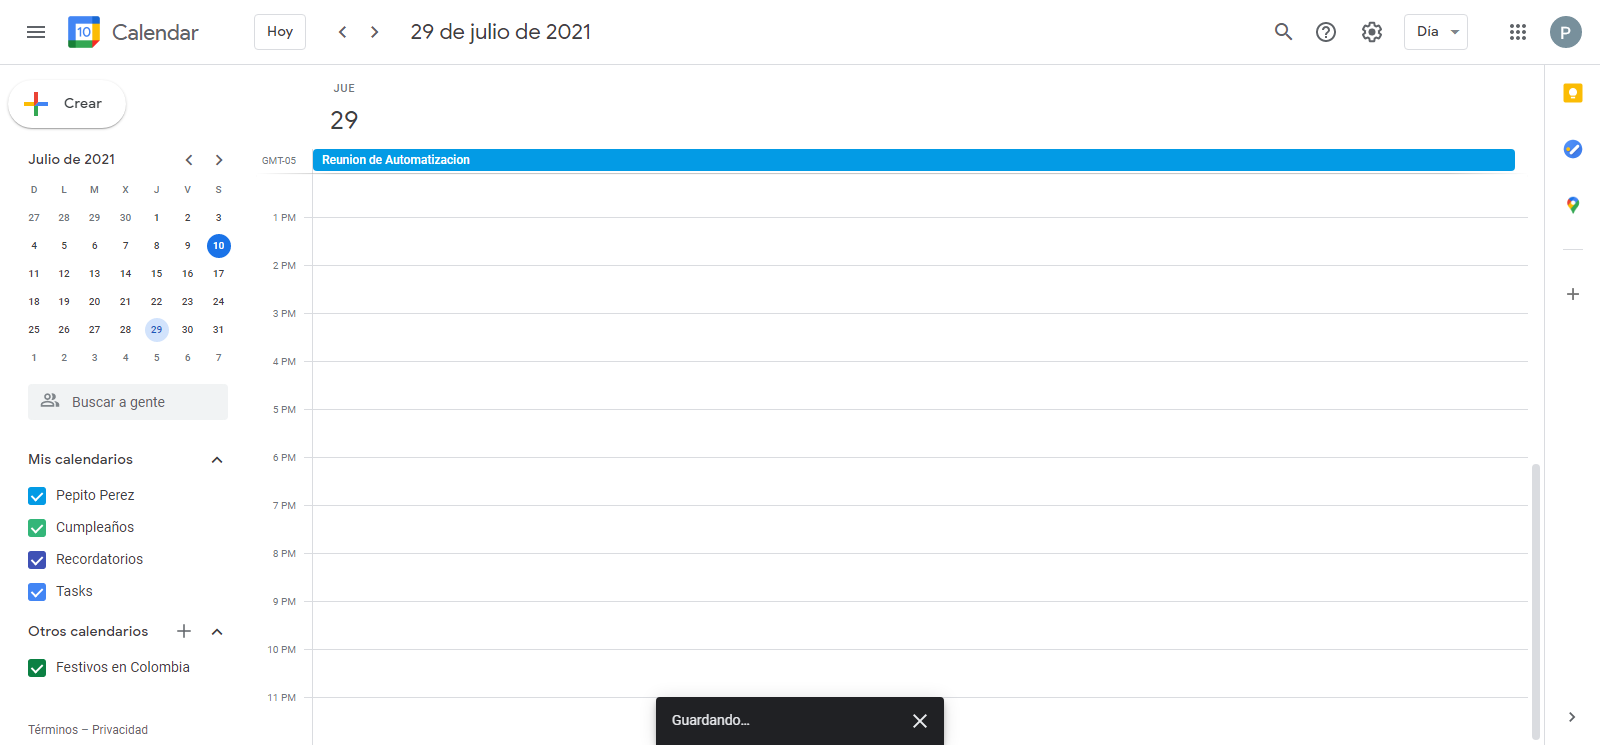 10 Calendar
Hoy
29 de julio de 2021
Día
P
Crear
JUE
29
Julio de 2021
D L M X J V S
27 28 29 30 1 2 3
4 5 6 7 8 9 10
11 12 13 14 15 16 17
18 19 20 21 22 23 24
25 26 27 28 29 30 31
1 2 3 4 5 6 7
Buscar a gente
Mis calendarios
Pepito Perez
Cumpleaños
Recordatorios
Tasks
Otros calendarios
Festivos en Colombia
Términos – Privacidad
GMT-05
Reunion de Automatizacion
1 PM
2 PM
3 PM
4 PM
5 PM
6 PM
7 PM
8 PM
9 PM
10 PM
11 PM
Guardando...